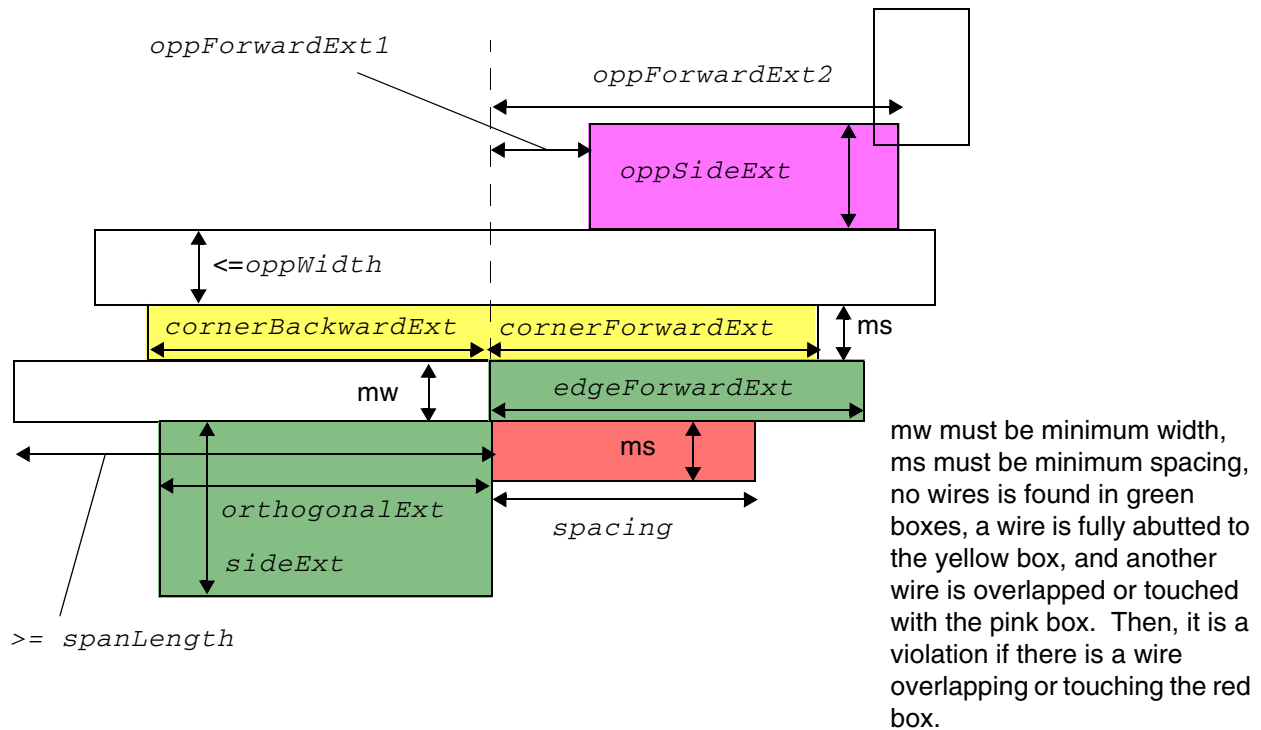 oppForwardExt1
oppForwardExt2
oppSideExt
<=oppWidth
cornerBackwardExt
cornerForwardExt
ms
mw
edgeForwardExt
ms
orthogonalExt
spacing
sideExt
>= spanLength
mw must be minimum width,
ms must be minimum spacing,
no wires is found in green
boxes, a wire is fully abutted to
the yellow box, and another
wire is overlapped or touched
with the pink box. Then, it is a
violation if there is a wire
overlapping or touching the red
box.